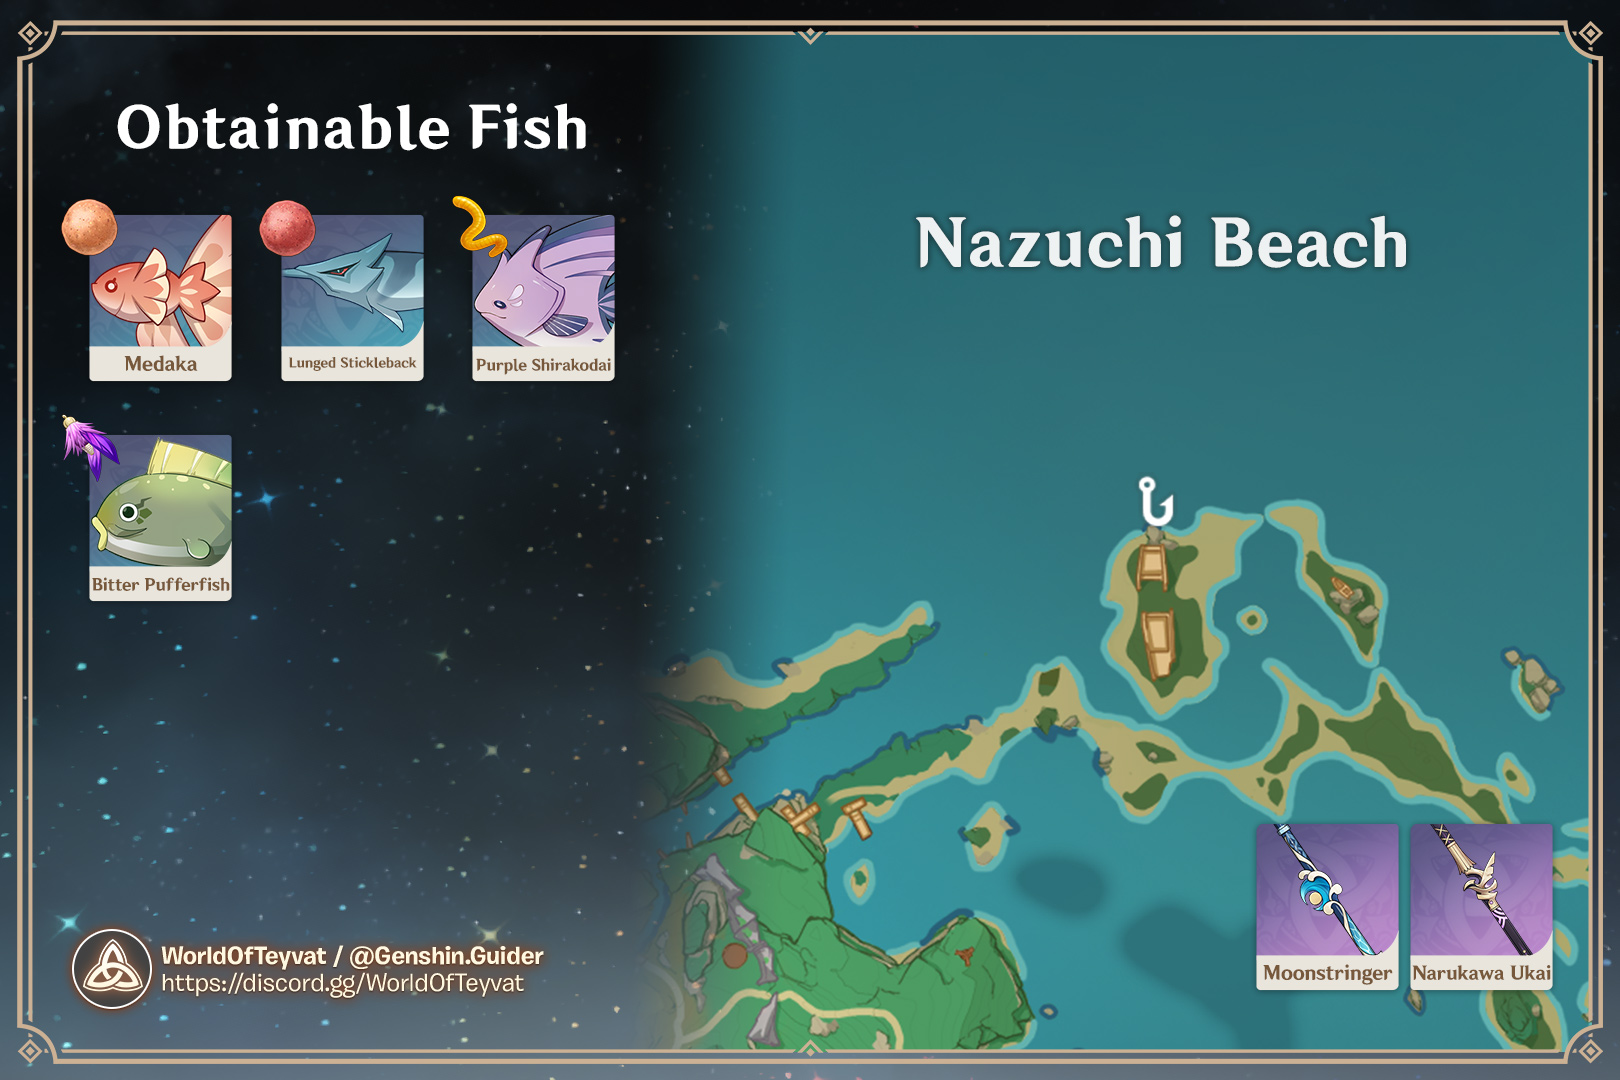 Obtainable Fish
Nazuchi Beach
Medaka
Lunged Stickleback
Purple Shirakodai
Bitter Pufferfish
Moonstringer
Narukawa Ukai
WorldOfTeyvat / @Genshin.Guider
https://discord.gg/WorldOfTeyvat